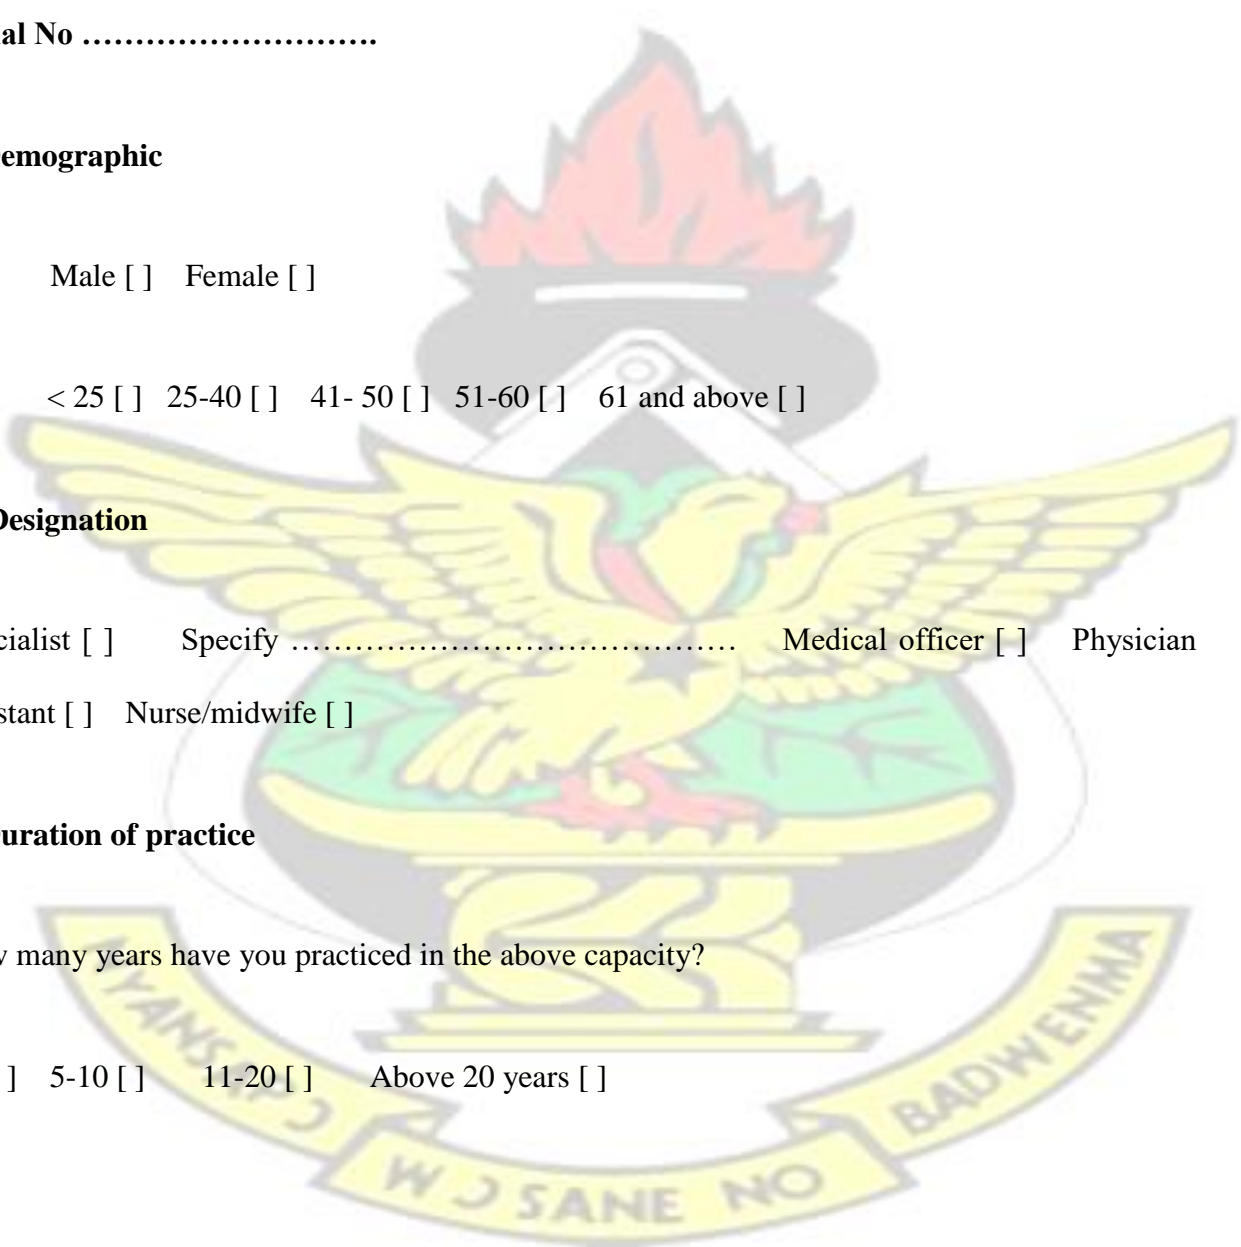 al No ………………………
emographic
Male [ ] Female [ ]
< 25 [ ] 25-40 [ ] 41- 50 [ ] 51-60 [ ] 61 and above [ ]
Designation
cialist [ ] Specify …………………………………… Medical officer [ ] Physician
stant [ ] Nurse/midwife [ ]
uration of practice
many years have you practiced in the above capacity?
] 5-10 [ ] 11-20 [ ] Above 20 years [ ]
NYANSAPƆ
WƆSANE NO
BADWENMA